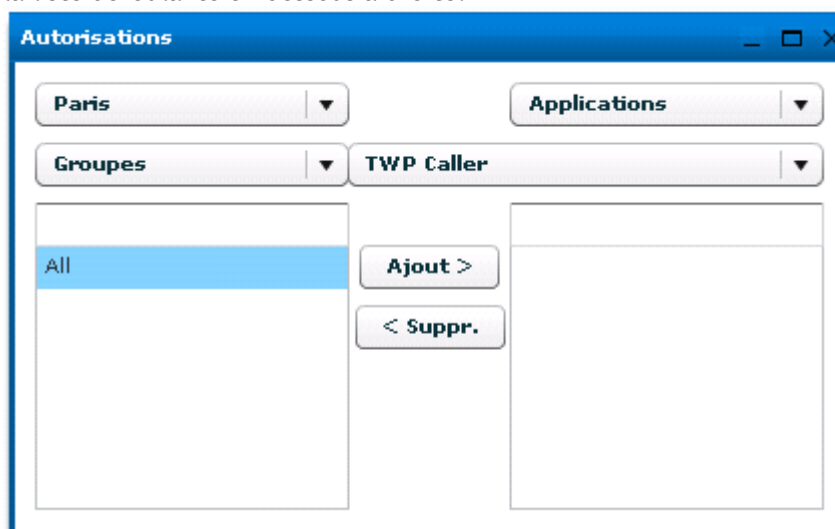 Autorisations
Paris
Applications
Groupes
TWP Caller
All
Ajout >
< Suppr.